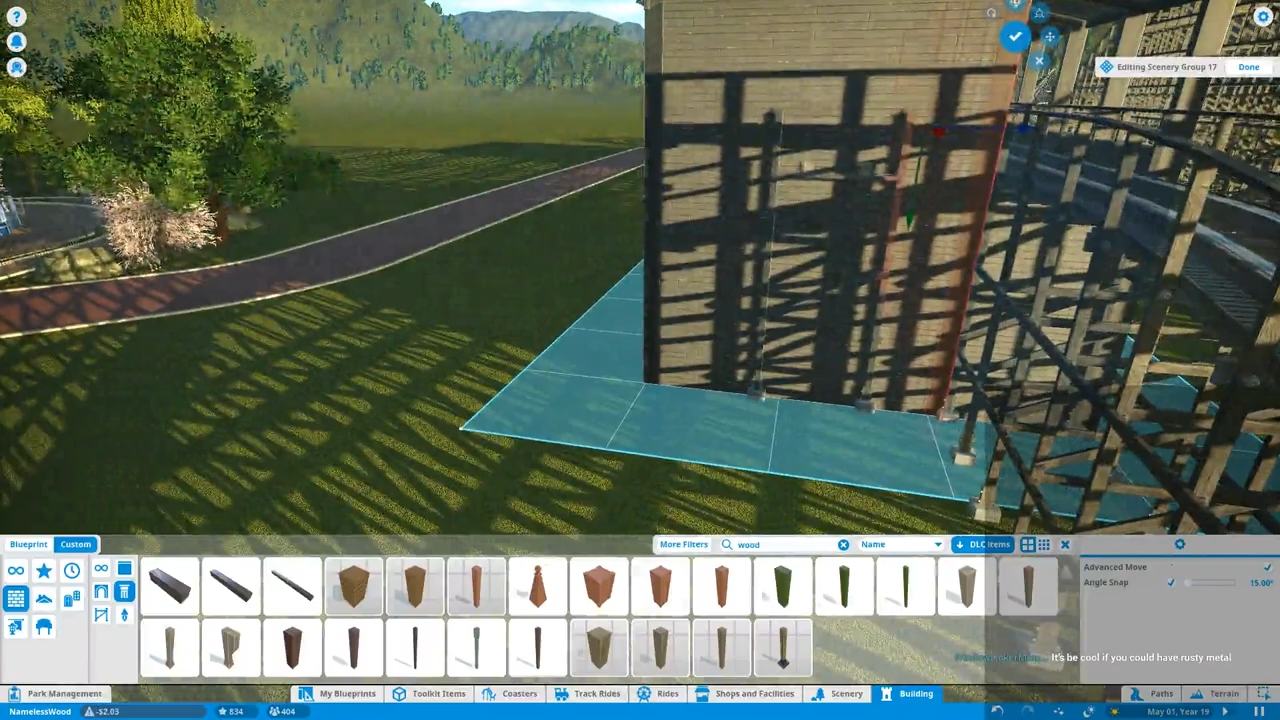 Editing Scenery Group 17 Done
Blueprint Custom
More Filters wood Name DLC Items
Advanced Move
Angle Snap 15.00°
It's be cool if you could have rusty metal
Park Management My Blueprints Toolkit Items Coasters Track Rides Rides Shops and Facilities Scenery Building Paths Terrain
NamelessWood -$2.03 834 404 May 01, Year 19